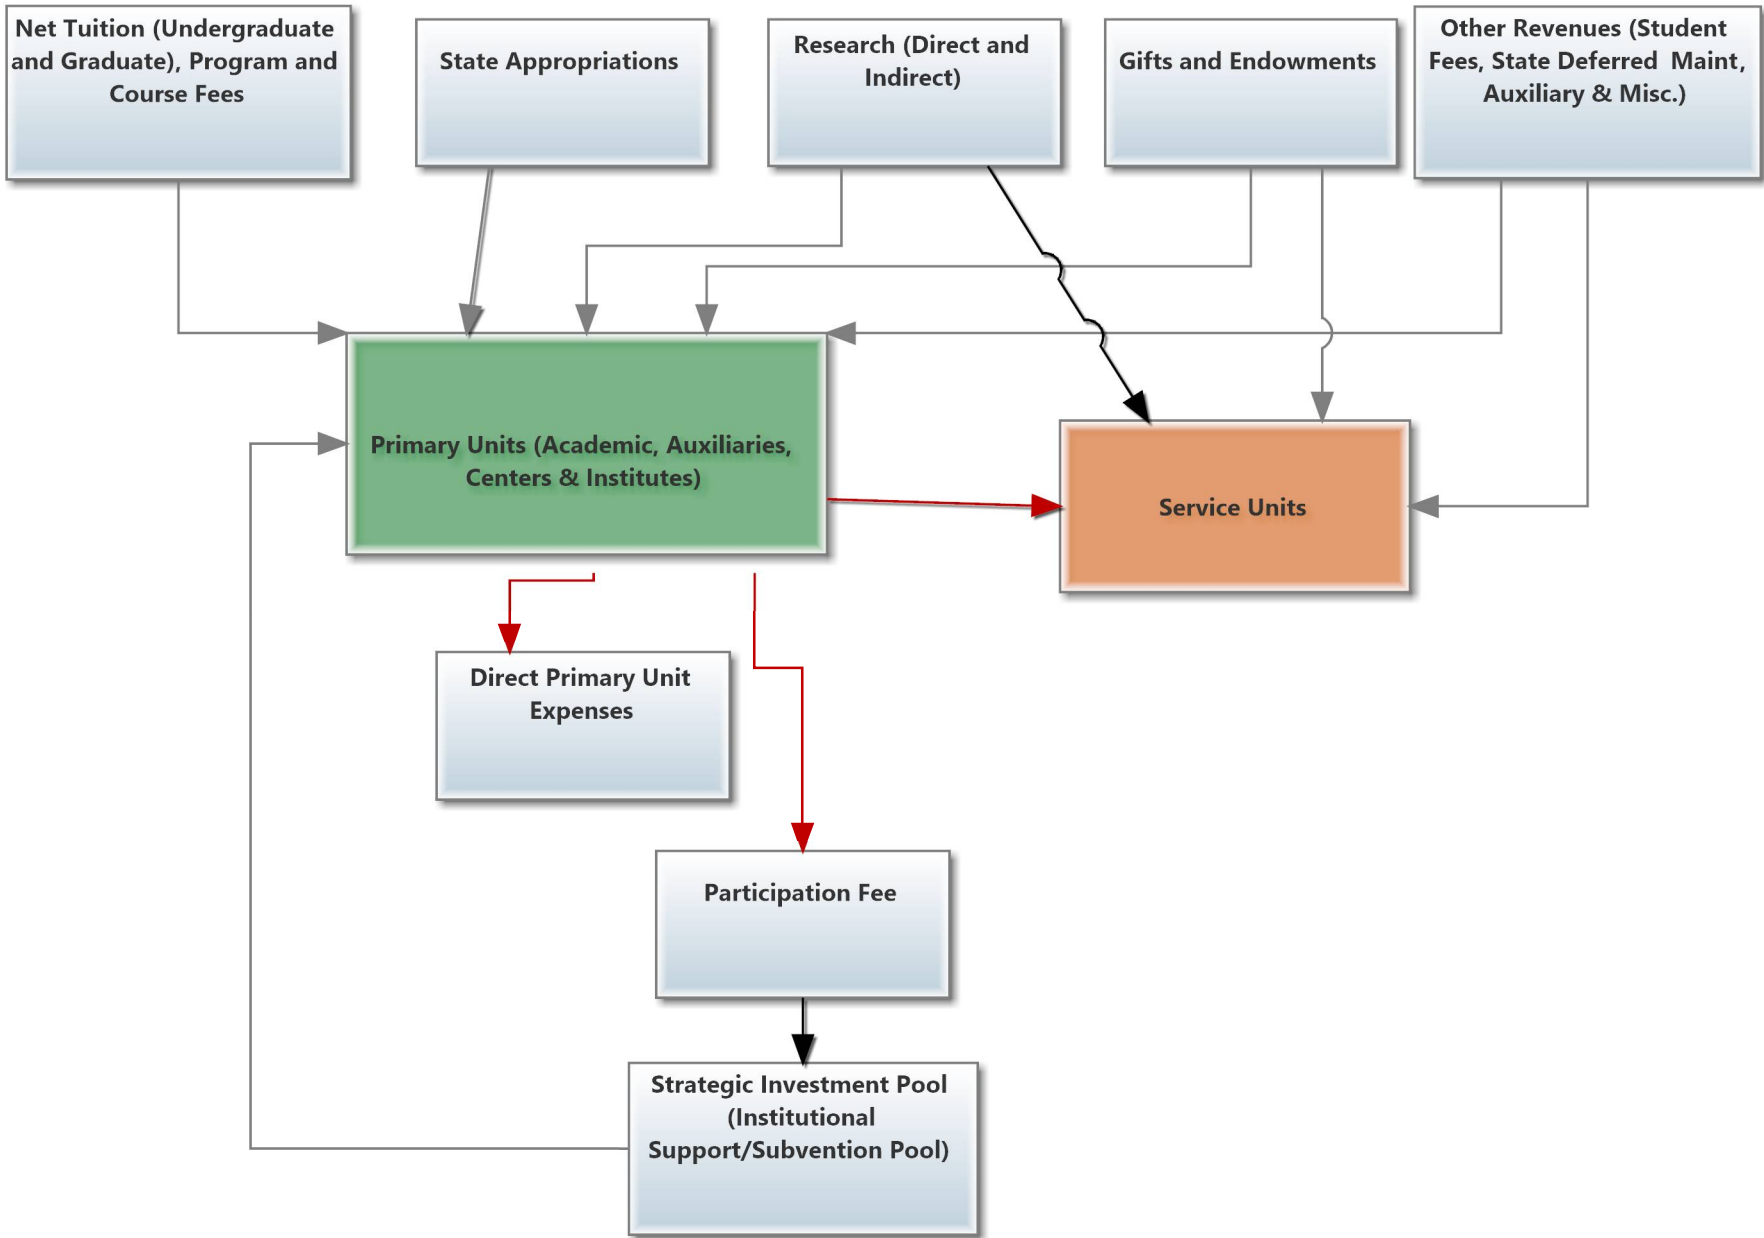 Net Tuition (Undergraduate
and Graduate), Program and
Course Fees
State Appropriations
Research (Direct and
Indirect)
Gifts and Endowments
Other Revenues (Student
Fees, State Deferred  Maint,
Auxiliary & Misc.)
Primary Units (Academic, Auxiliaries,
Centers & Institutes)
Service Units
Direct Primary Unit
Expenses
Participation Fee
Strategic Investment Pool
(Institutional
Support/Subvention Pool)